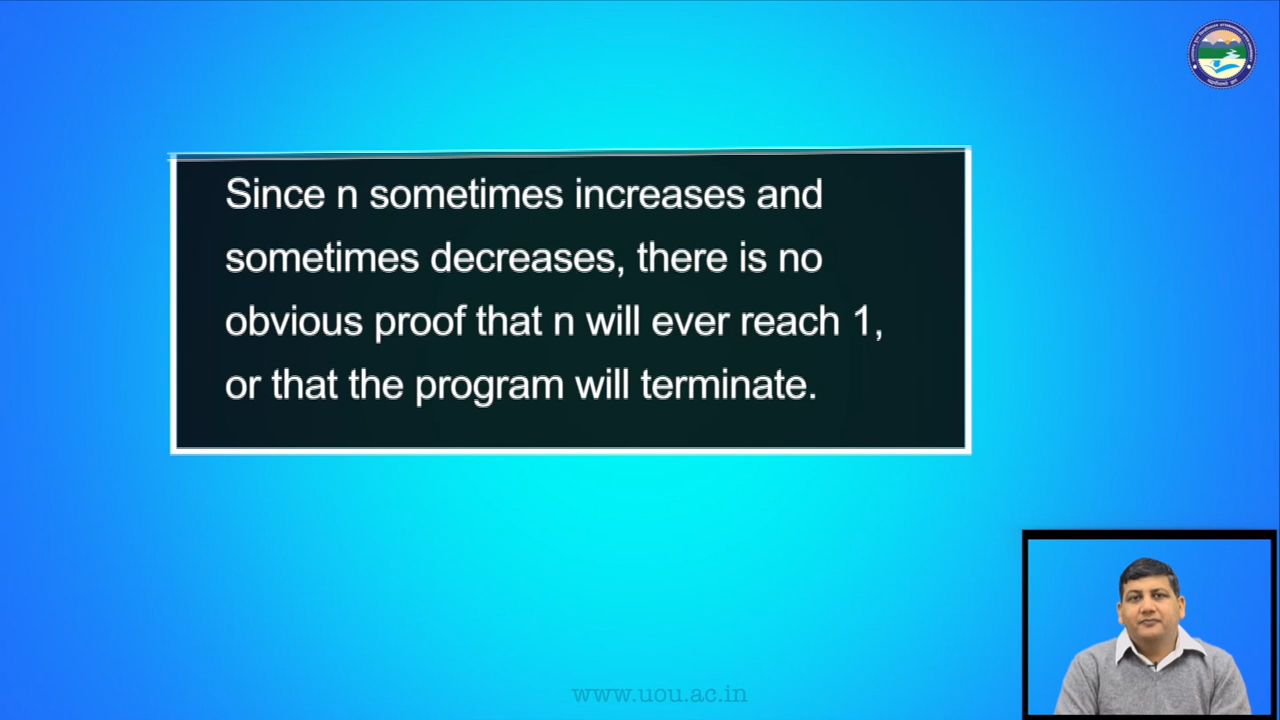 Since n sometimes increases and
sometimes decreases, there is no
obvious proof that n will ever reach 1,
or that the program will terminate.
www.uou.ac.in